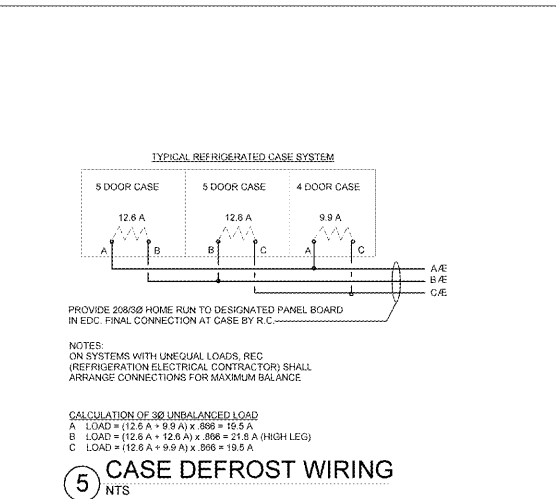 TYPICAL REFRIGERATED CASE SYSTEM
5 DOOR CASE 5 DOOR CASE 4 DOOR CASE
12.6 A 12.6 A 9.9 A
A B B C A C
AÆ
BÆ
CÆ
PROVIDE 208/3Ø HOME RUN TO DESIGNATED PANEL BOARD
IN EDC. FINAL CONNECTION AT CASE BY R.C.
NOTES:
ON SYSTEMS WITH UNEQUAL LOADS, REC
(REFRIGERATION ELECTRICAL CONTRACTOR) SHALL
ARRANGE CONNECTIONS FOR MAXIMUM BALANCE
CALCULATION OF 3Ø UNBALANCED LOAD
A LOAD = (12.6 A + 9.9 A) x .866 = 19.5 A
B LOAD = (12.6 A + 12.6 A) x .866 = 21.8 A (HIGH LEG)
C LOAD = (12.6 A + 9.9 A) x .866 = 19.5 A
5 CASE DEFROST WIRING
NTS